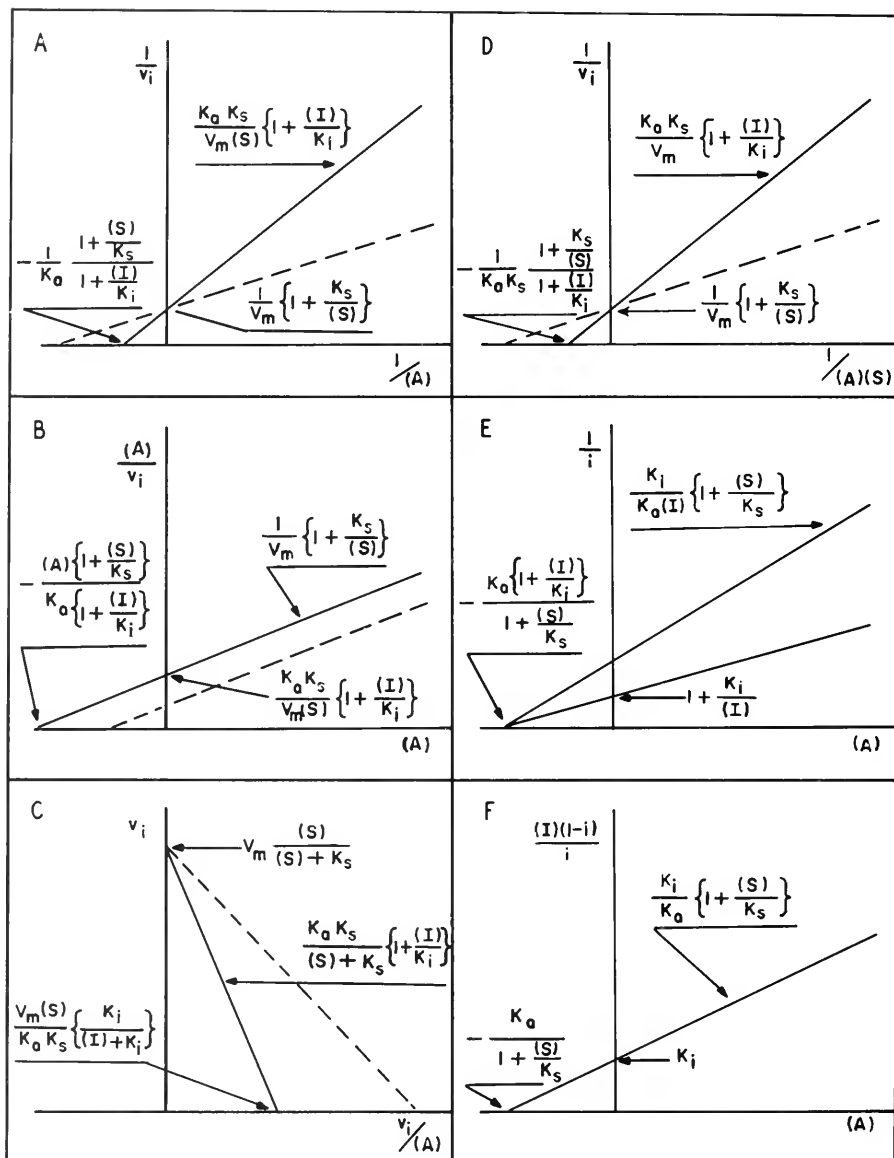 A
1/v_i
K_a K_s / V_m (S) {1 + (I)/K_i}
- 1/K_a (1 + (S)/K_s) / (1 + (I)/K_i)
1/V_m {1 + K_s/(S)}
1/(A)
D
1/v_i
K_a K_s / V_m {1 + (I)/K_i}
- 1/K_a K_s (1 + K_s/(S)) / (1 + (I)/K_i)
1/V_m {1 + K_s/(S)}
1/(A)(S)
B
(A)/v_i
1/V_m {1 + K_s/(S)}
- (A){1 + (S)/K_s} / K_a{1 + (I)/K_i}
K_a K_s / V_m(S) {1 + (I)/K_i}
(A)
E
1/i
K_i / K_a(I) {1 + (S)/K_s}
- K_a{1 + (I)/K_i} / 1 + (S)/K_s
1 + K_i/(I)
(A)
C
v_i
V_m (S) / (S) + K_s
K_a K_s / (S) + K_s {1 + (I)/K_i}
V_m(S) / K_a K_s {K_i / (I) + K_i}
v_i/(A)
F
(I)(1-i)/i
K_i/K_a {1 + (S)/K_s}
- K_a / 1 + (S)/K_s
K_i
(A)